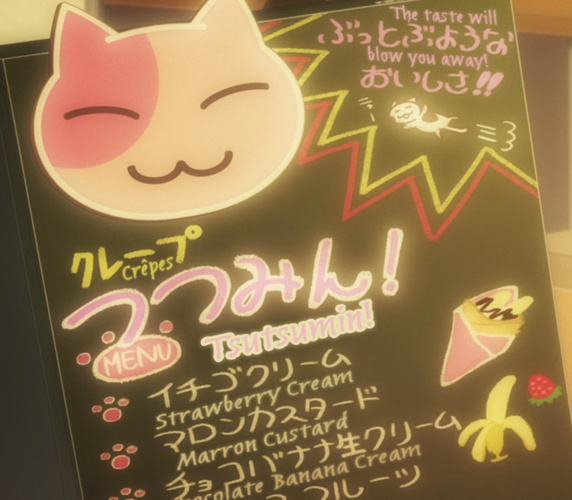 The taste will
ぶっとぶような
blow you away!
おいしさ!!
クレープ
Crêpes
つつみん!
Tsutsumin!
MENU
イチゴクリーム
Strawberry Cream
マロンカスタード
Marron Custard
チョコバナナ生クリーム
Chocolate Banana Cream
フルーツ